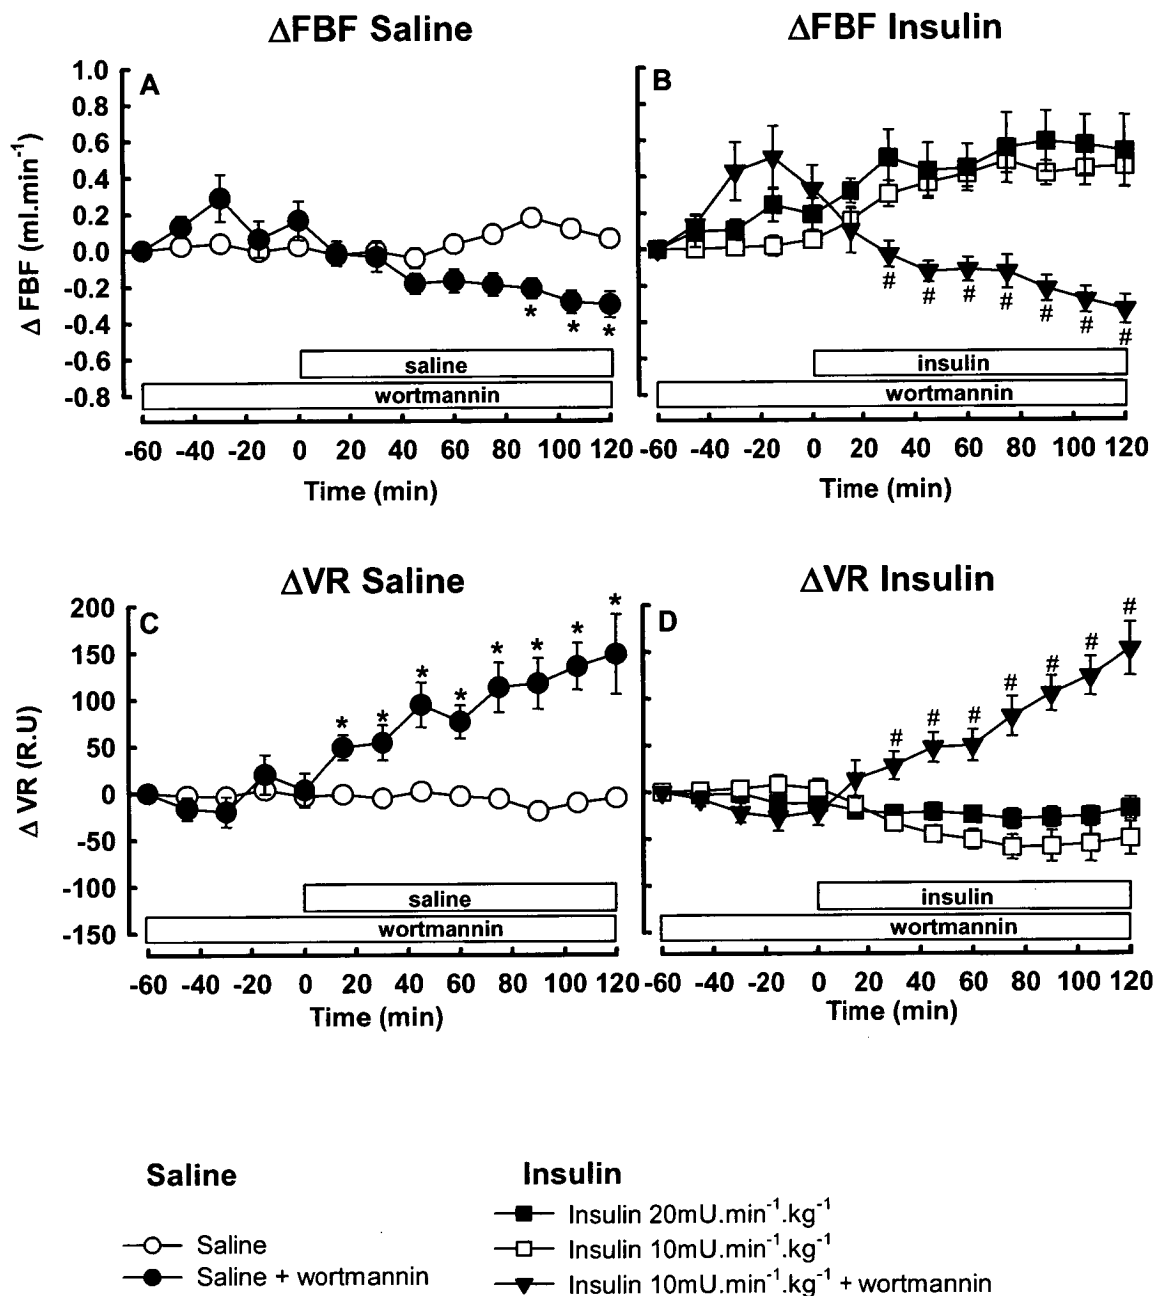 ΔFBF Saline
ΔFBF Insulin
A
B
Δ FBF (ml.min⁻¹)
1.0
0.8
0.6
0.4
0.2
0.0
-0.2
-0.4
-0.6
-0.8
* * *
# # # # # # #
saline
wortmannin
insulin
wortmannin
-60 -40 -20 0 20 40 60 80 100 120
-60 -40 -20 0 20 40 60 80 100 120
Time (min)
Time (min)
ΔVR Saline
ΔVR Insulin
C
D
Δ VR (R.U)
200
150
100
50
0
-50
-100
-150
* * * * * * * *
# # # # # # #
saline
wortmannin
insulin
wortmannin
-60 -40 -20 0 20 40 60 80 100 120
-60 -40 -20 0 20 40 60 80 100 120
Time (min)
Time (min)
Saline
Saline
Saline + wortmannin
Insulin
Insulin 20mU.min⁻¹.kg⁻¹
Insulin 10mU.min⁻¹.kg⁻¹
Insulin 10mU.min⁻¹.kg⁻¹ + wortmannin